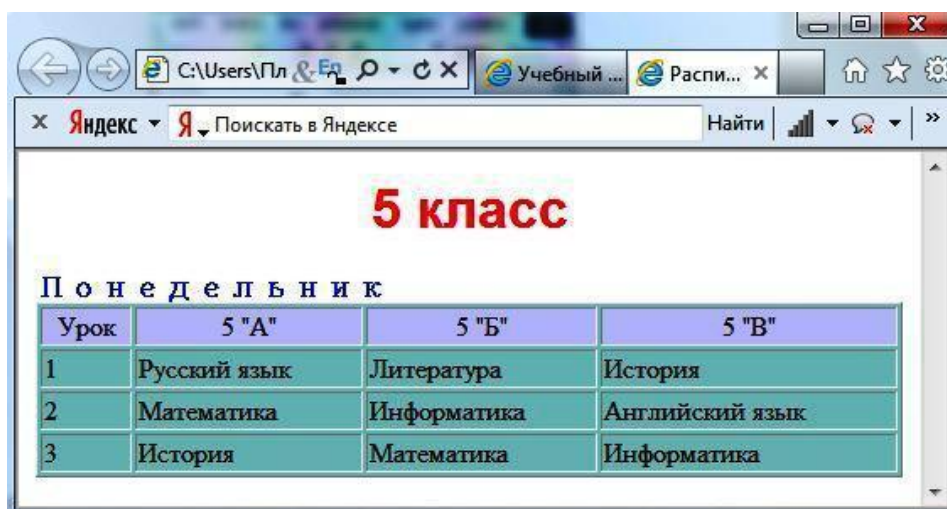 C:\Users\Пл
Учебный ...
Распи...
Яндекс Я Поискать в Яндексе Найти
5 класс
Понедельник
Урок 5 "А" 5 "Б" 5 "В"
1 Русский язык Литература История
2 Математика Информатика Английский язык
3 История Математика Информатика